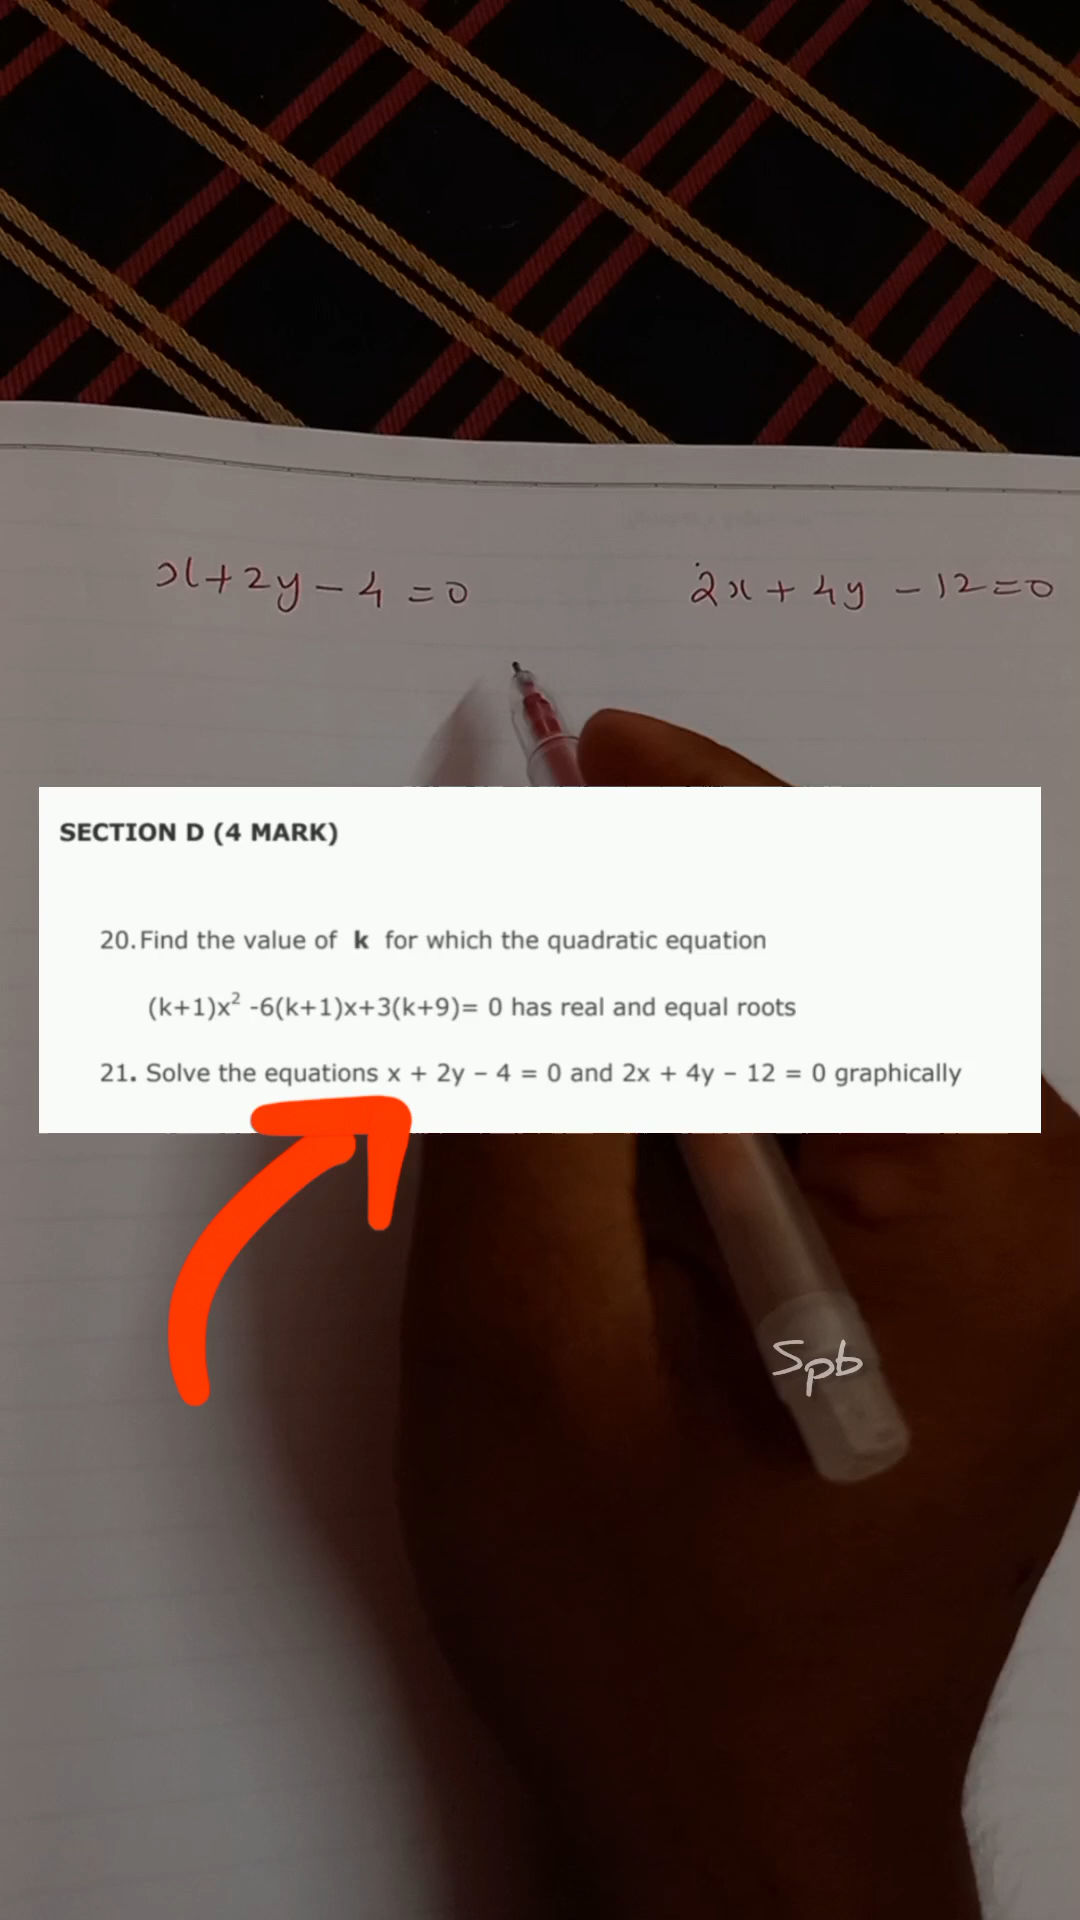 x+2y-4=0 2x+4y-12=0
SECTION D (4 MARK)
20. Find the value of k for which the quadratic equation
(k+1)x² -6(k+1)x+3(k+9)= 0 has real and equal roots
21. Solve the equations x + 2y – 4 = 0 and 2x + 4y – 12 = 0 graphically
Spb